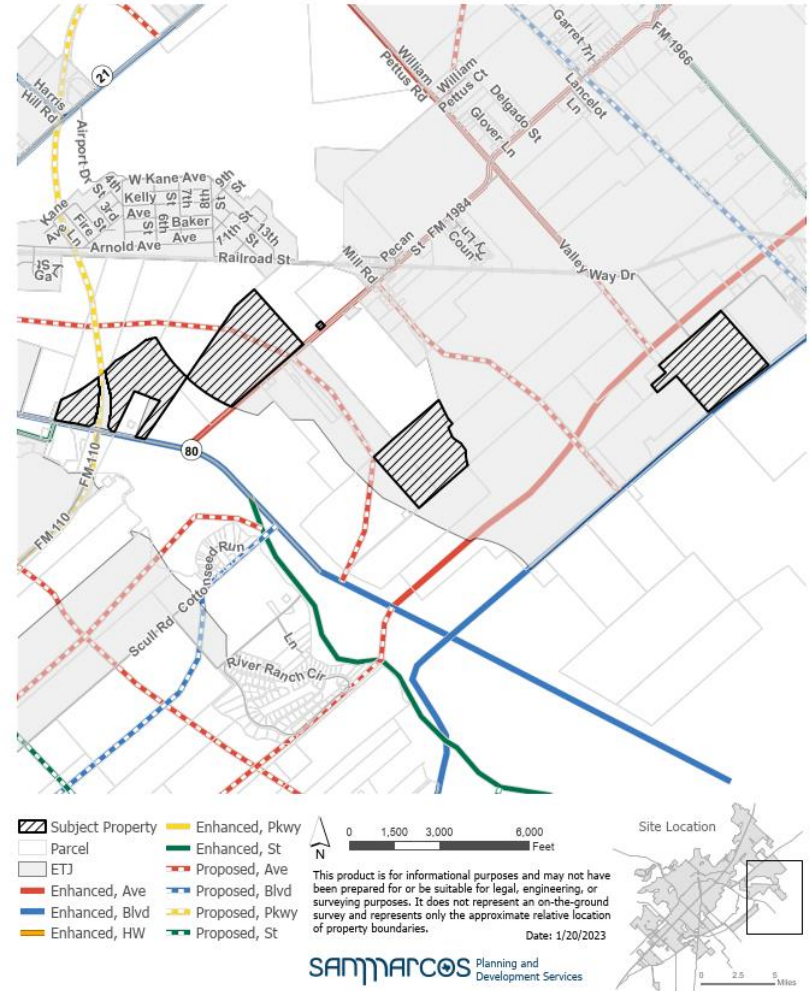 21
Harris
Hill Rd
Airport Dr
William
Pettus Rd
William
Pettus Ct
Delgado St
Glover Ln
Garret Trl
Lancelot
Ln
FM 1966
4th
St
3rd
St
W Kane Ave
Kelly
Ave
St
6th
St
7th
8th
St
9th
St
Baker
Ave
11th St
13th
St
Kane
Ave
Fire
Ln
Arnold Ave
Railroad St
Mill Rd
Pecan
St
FM 1984
Valley Way Dr
80
FM 110
FM 110
Scull Rd
Cottonseed Run
Ln
River Ranch Cir
Subject Property
Parcel
ETJ
Enhanced, Ave
Enhanced, Blvd
Enhanced, HW
Enhanced, Pkwy
Enhanced, St
Proposed, Ave
Proposed, Blvd
Proposed, Pkwy
Proposed, St
N
0 1,500 3,000 6,000
Feet
This product is for informational purposes and may not have
been prepared for or be suitable for legal, engineering, or
surveying purposes. It does not represent an on-the-ground
survey and represents only the approximate relative location
of property boundaries.
Date: 1/20/2023
SANMARCOS Planning and
Development Services
Site Location
0 2.5 5
Miles